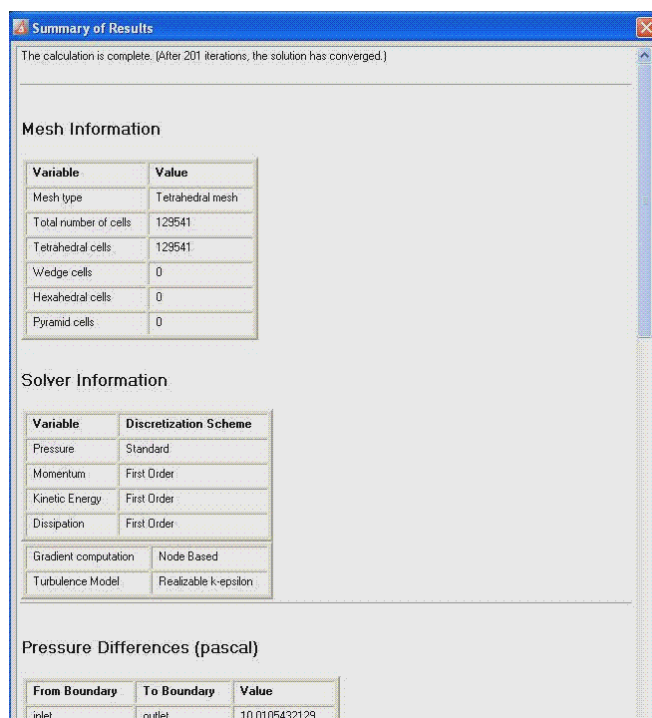 Summary of Results
The calculation is complete. (After 201 iterations, the solution has converged.)
Mesh Information
Variable Value
Mesh type Tetrahedral mesh
Total number of cells 129541
Tetrahedral cells 129541
Wedge cells 0
Hexahedral cells 0
Pyramid cells 0
Solver Information
Variable Discretization Scheme
Pressure Standard
Momentum First Order
Kinetic Energy First Order
Dissipation First Order
Gradient computation Node Based
Turbulence Model Realizable k-epsilon
Pressure Differences (pascal)
From Boundary To Boundary Value
inlet outlet 10.0105432129